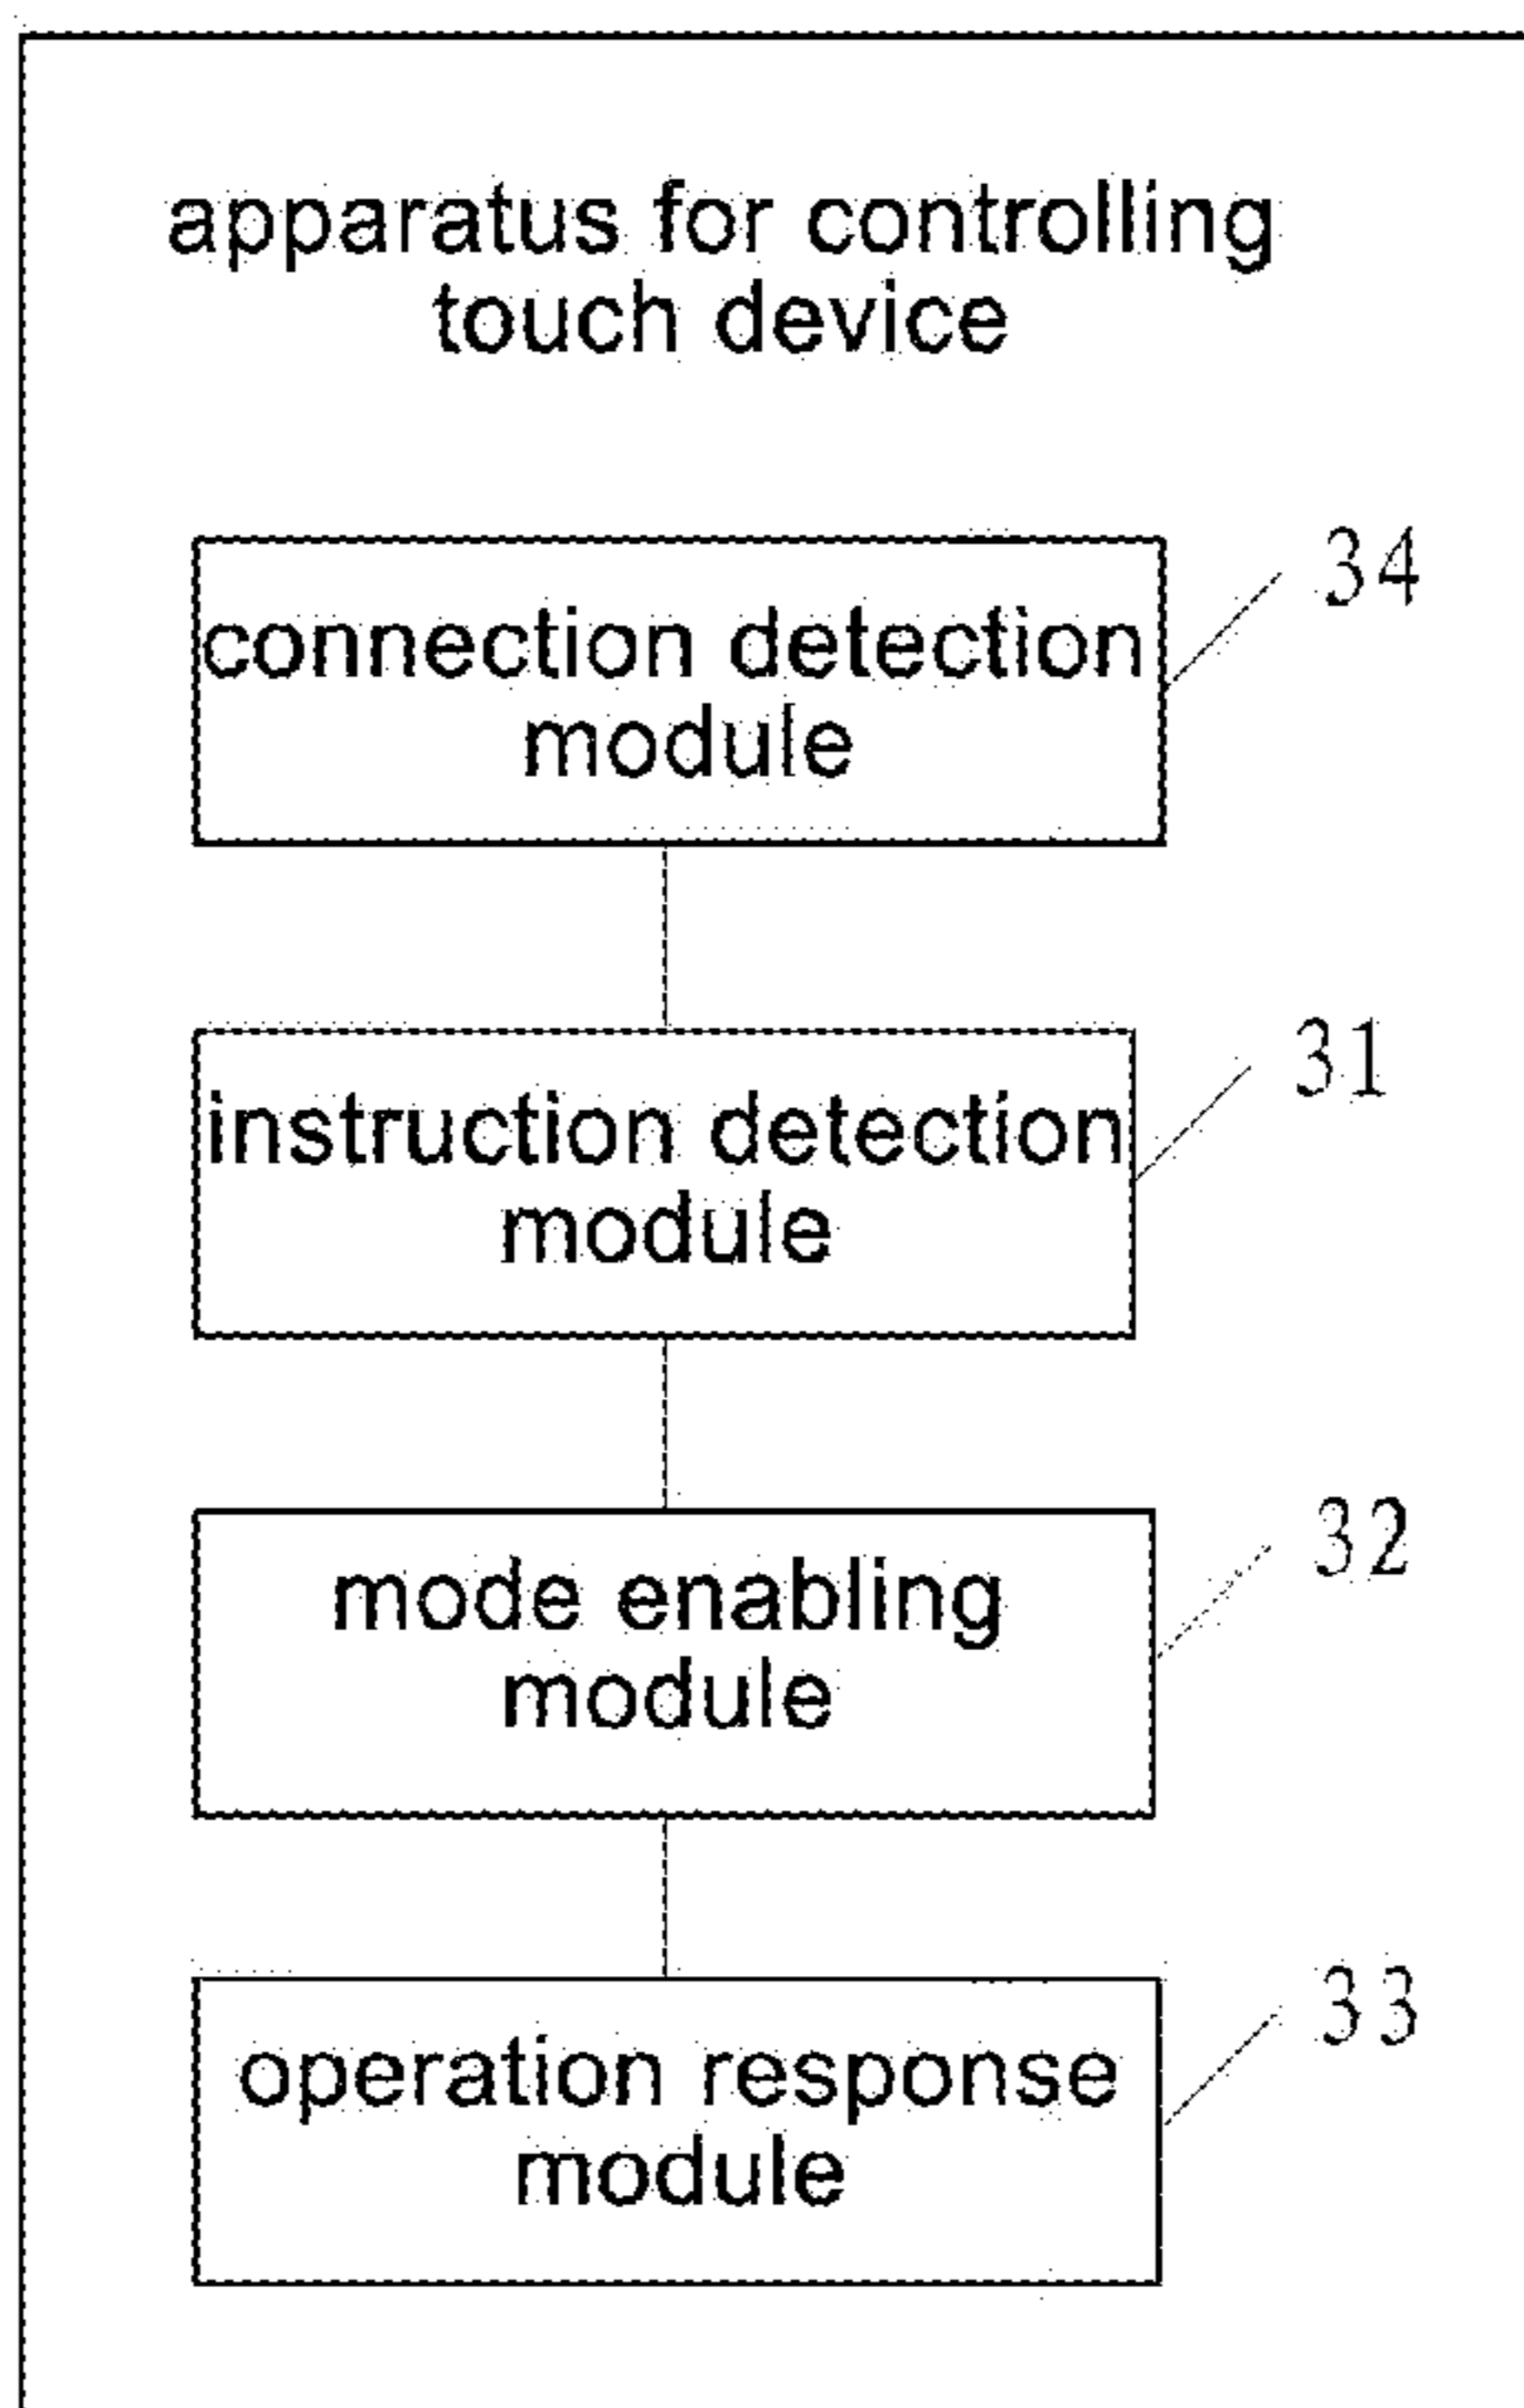 apparatus for controlling
touch device
34
connection detection
module
31
instruction detection
module
32
mode enabling
module
33
operation response
module